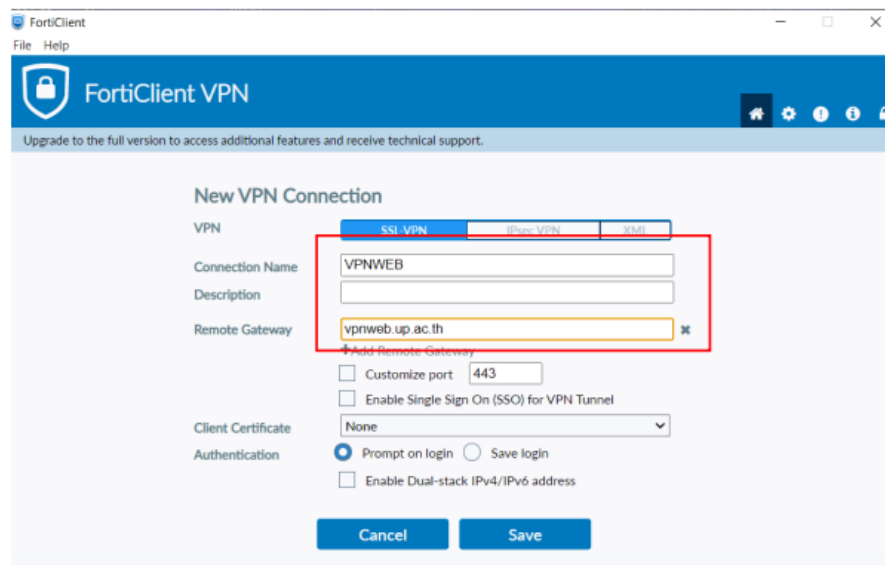 FortiClient
File Help
FortiClient VPN
Upgrade to the full version to access additional features and receive technical support.
New VPN Connection
VPN SSL-VPN IPsec VPN XML
Connection Name VPNWEB
Description
Remote Gateway vpnweb.up.ac.th
+Add Remote Gateway
Customize port 443
Enable Single Sign On (SSO) for VPN Tunnel
Client Certificate None
Authentication Prompt on login Save login
Enable Dual-stack IPv4/IPv6 address
Cancel Save